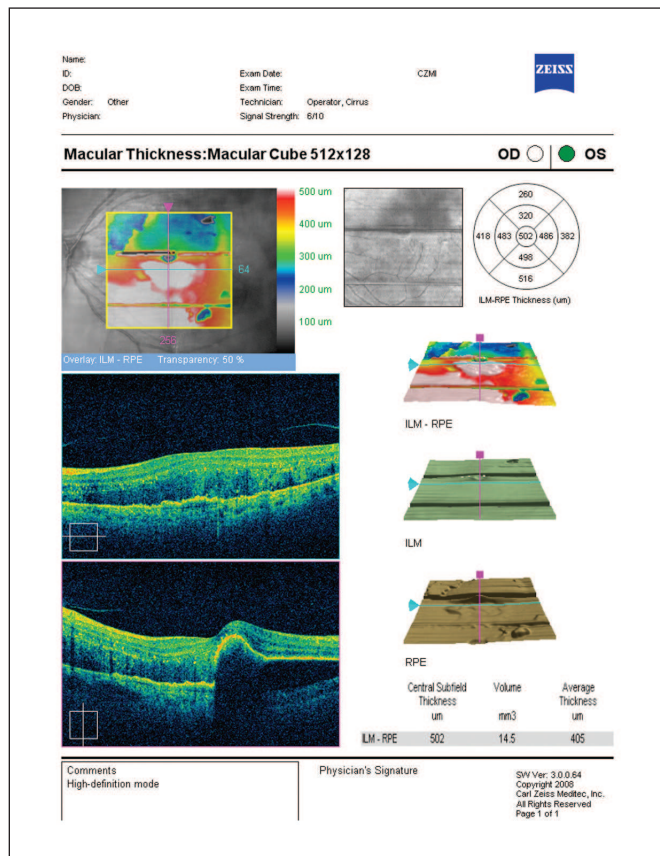 Name:
ID: Exam Date: CZMI
DOB: Exam Time:
Gender: Other Technician: Operator, Cirrus
Physician: Signal Strength: 6/10
ZEISS
Macular Thickness:Macular Cube 512x128 OD OS
500 um
400 um
300 um
200 um
100 um
64
256
Overlay: ILM - RPE Transparency: 50 %
260
320
418 483 502 486 382
498
516
ILM-RPE Thickness (um)
ILM - RPE
ILM
RPE
Central Subfield Thickness um Volume mm3 Average Thickness um
ILM - RPE 502 14.5 405
Comments
High-definition mode
Physician's Signature
SW Ver: 3.0.0.64
Copyright 2008
Carl Zeiss Meditec, Inc.
All Rights Reserved
Page 1 of 1